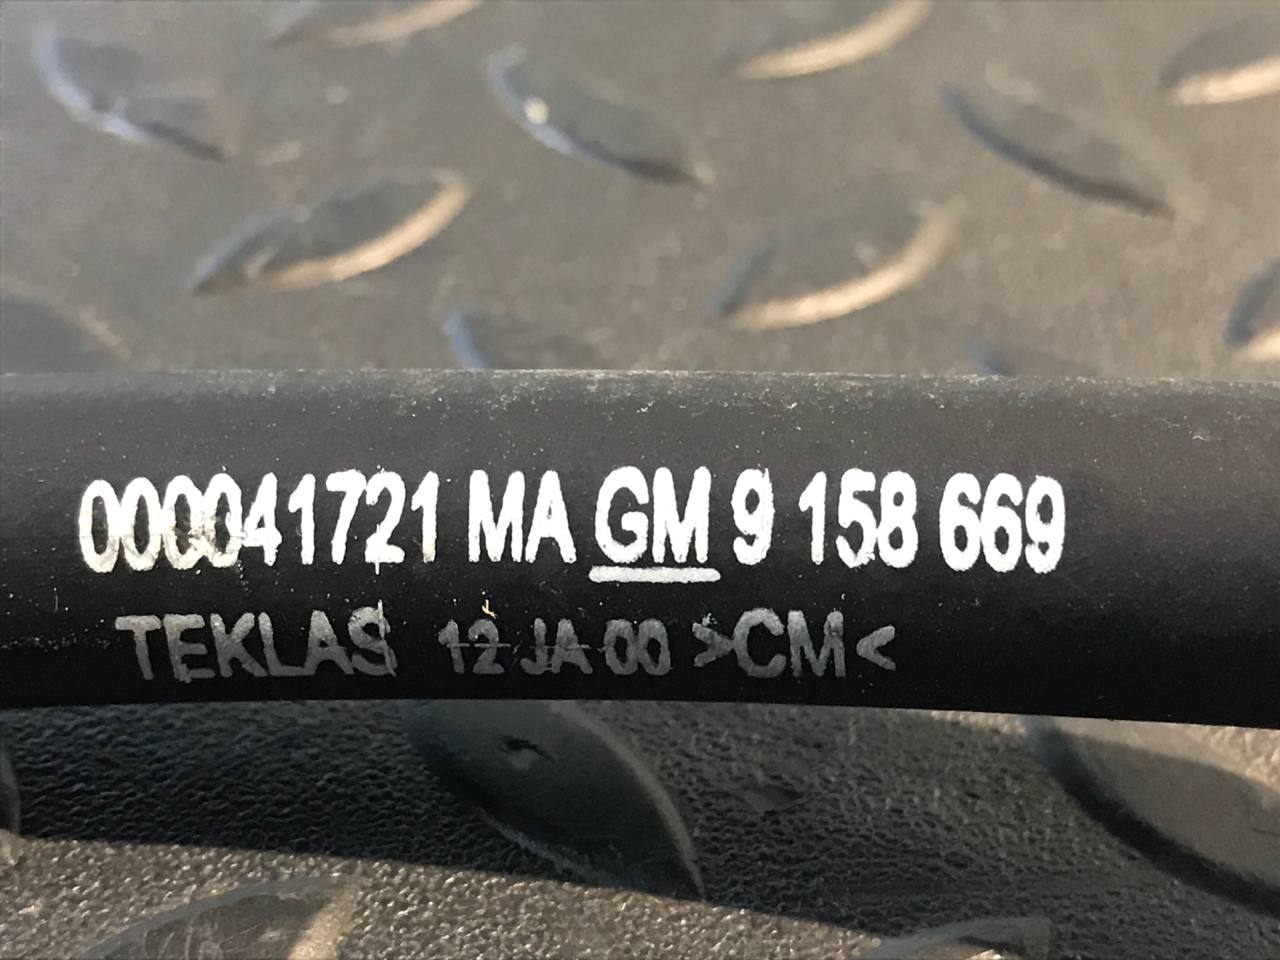 000041721 MA GM 9 158 669
TEKLAS 12 JA 00 >CM<